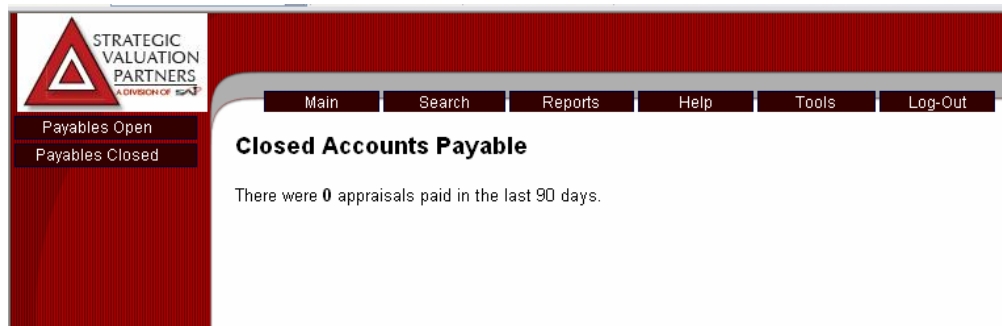 STRATEGIC
VALUATION
PARTNERS
A DIVISION OF
Main Search Reports Help Tools Log-Out
Payables Open
Payables Closed
Closed Accounts Payable
There were 0 appraisals paid in the last 90 days.